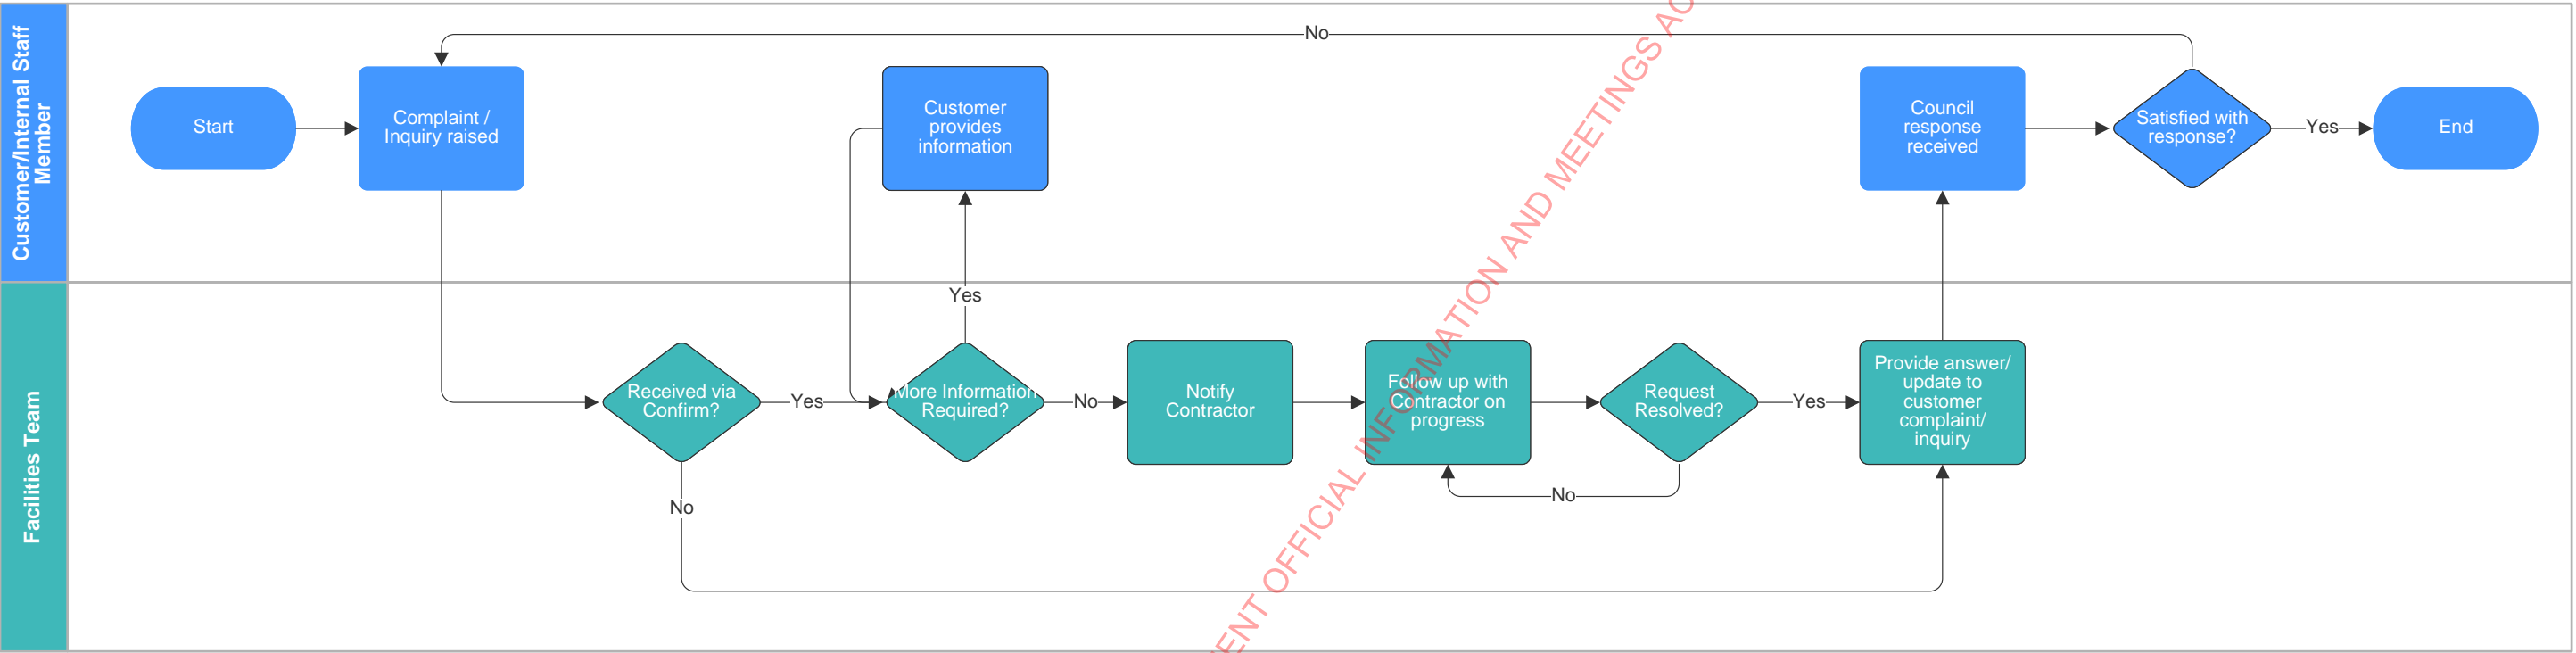 Customer/Internal Staff
Member
No
Start
Complaint /
Inquiry raised
Customer
provides
information
Council
response
received
Satisfied with
response?
Yes
End
Facilities Team
Yes
Received via
Confirm?
Yes
More Information
Required?
No
Notify
Contractor
Follow up with
Contractor on
progress
Request
Resolved?
Yes
Provide answer/
update to
customer
complaint/
inquiry
No
No
OFFICIAL INFORMATION AND MEETINGS